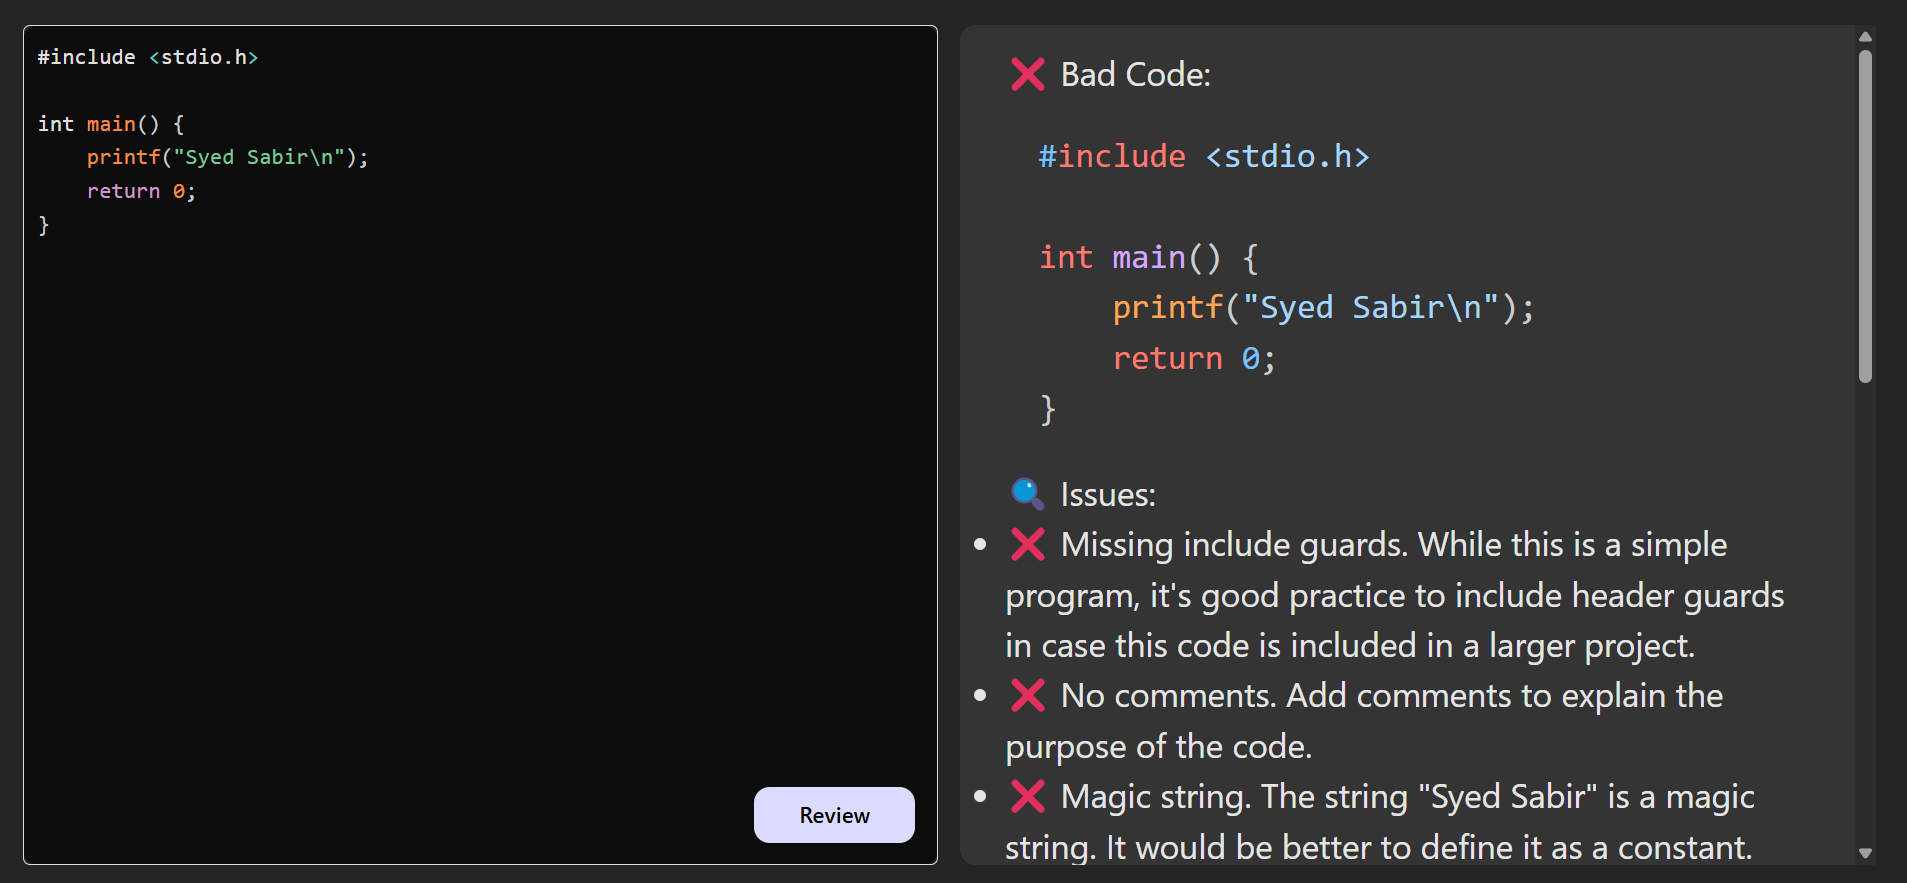 #include <stdio.h>
int main() {
    printf("Syed Sabir\n");
    return 0;
}
Review
❌ Bad Code:
#include <stdio.h>
int main() {
    printf("Syed Sabir\n");
    return 0;
}
🔍 Issues:
• ❌ Missing include guards. While this is a simple
program, it's good practice to include header guards
in case this code is included in a larger project.
• ❌ No comments. Add comments to explain the
purpose of the code.
• ❌ Magic string. The string "Syed Sabir" is a magic
string. It would be better to define it as a constant.